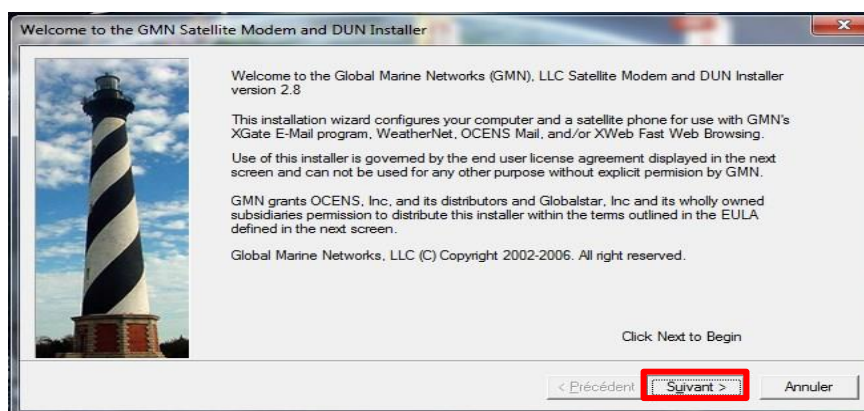 Welcome to the GMN Satellite Modem and DUN Installer
Welcome to the Global Marine Networks (GMN), LLC Satellite Modem and DUN Installer
version 2.8
This installation wizard configures your computer and a satellite phone for use with GMN's
XGate E-Mail program, WeatherNet, OCENS Mail, and/or XWeb Fast Web Browsing.
Use of this installer is governed by the end user license agreement displayed in the next
screen and can not be used for any other purpose without explicit permision by GMN.
GMN grants OCENS, Inc, and its distributors and Globalstar, Inc and its wholly owned
subsidiaries permission to distribute this installer within the terms outlined in the EULA
defined in the next screen.
Global Marine Networks, LLC (C) Copyright 2002-2006. All right reserved.
Click Next to Begin
< Précédent Suivant > Annuler